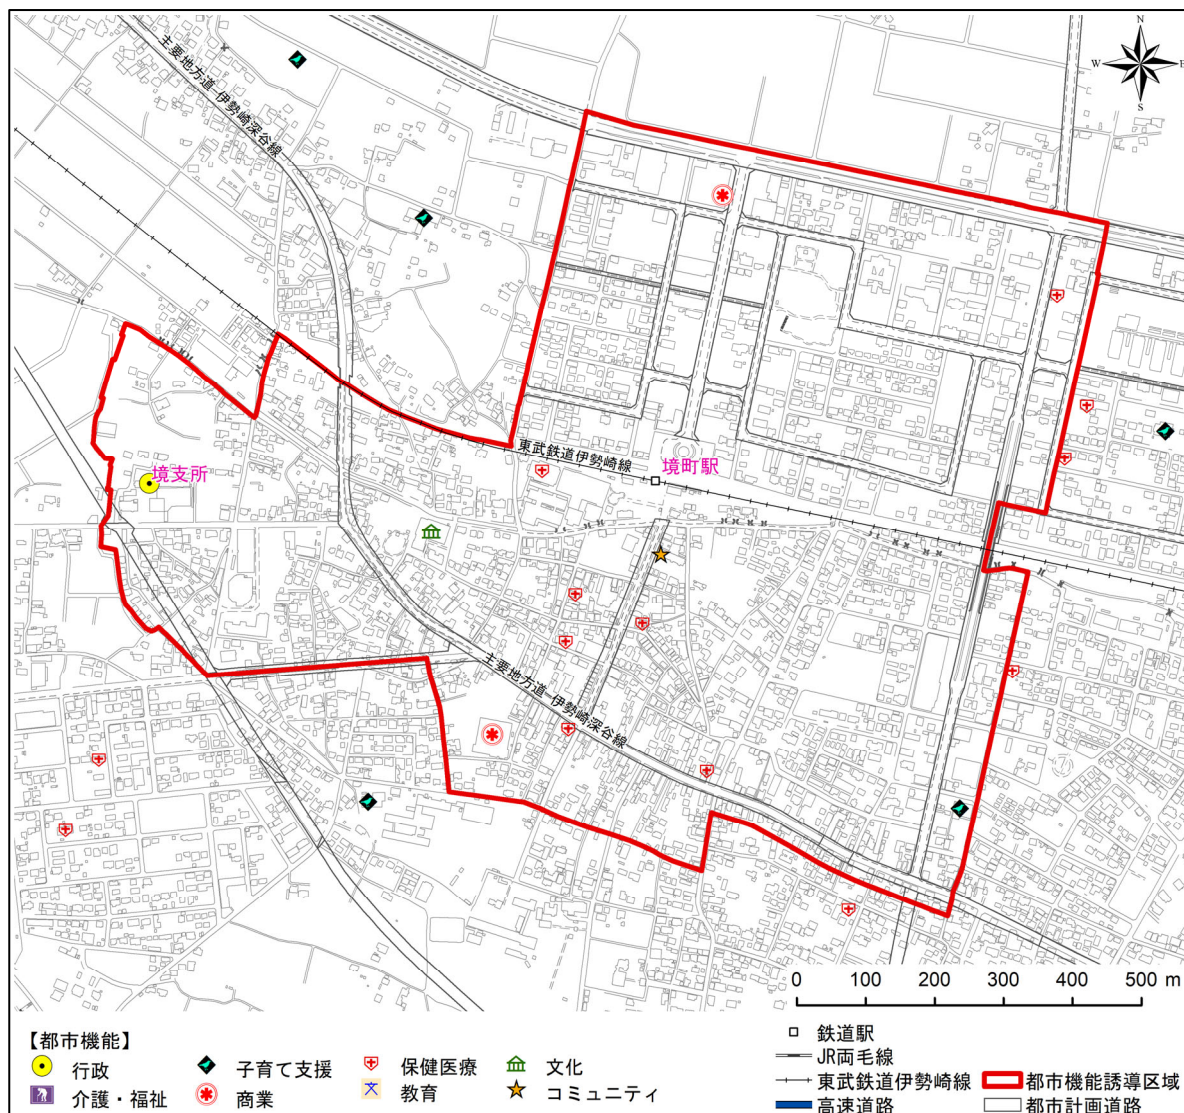 N
W
E
S
主要地方道 伊勢崎深谷線
東武鉄道伊勢崎線
境町駅
境支所
主要地方道 伊勢崎深谷線
0 100 200 300 400 500 m
【都市機能】
行政
子育て支援
保健医療
文化
介護・福祉
商業
教育
コミュニティ
鉄道駅
JR両毛線
東武鉄道伊勢崎線
都市機能誘導区域
高速道路
都市計画道路